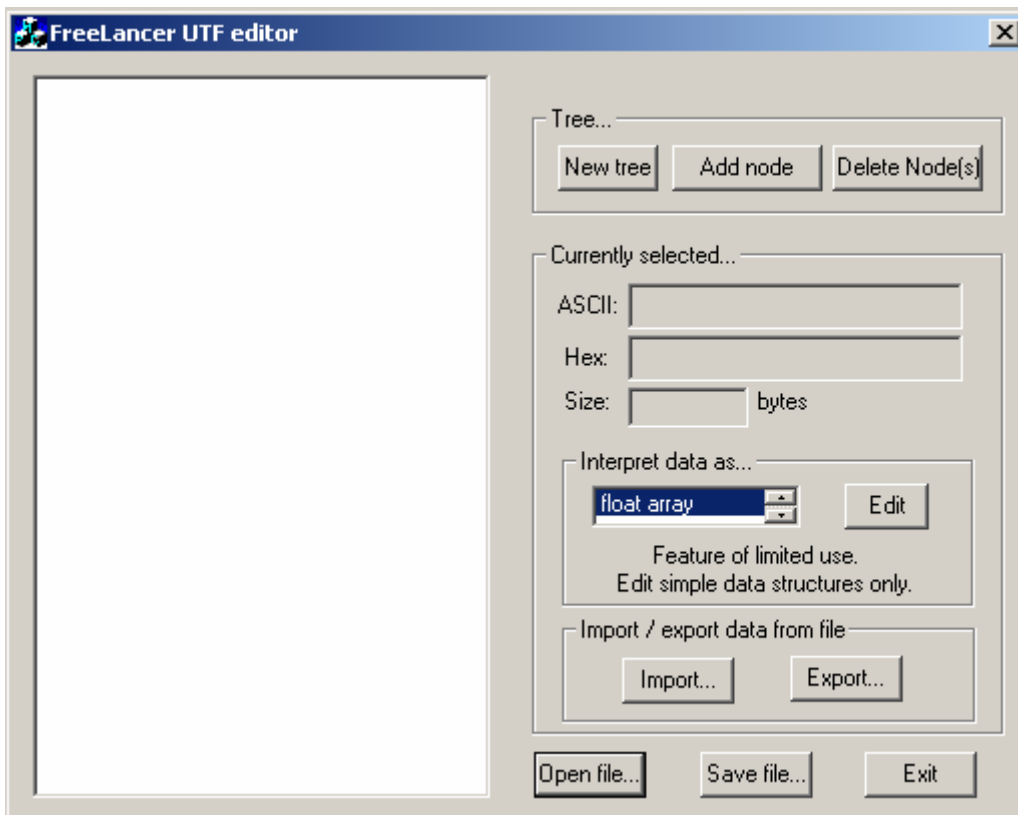 FreeLancer UTF editor
Tree...
New tree
Add node
Delete Node(s)
Currently selected...
ASCII:
Hex:
Size:
bytes
Interpret data as...
float array
Edit
Feature of limited use.
Edit simple data structures only.
Import / export data from file
Import...
Export...
Open file...
Save file...
Exit